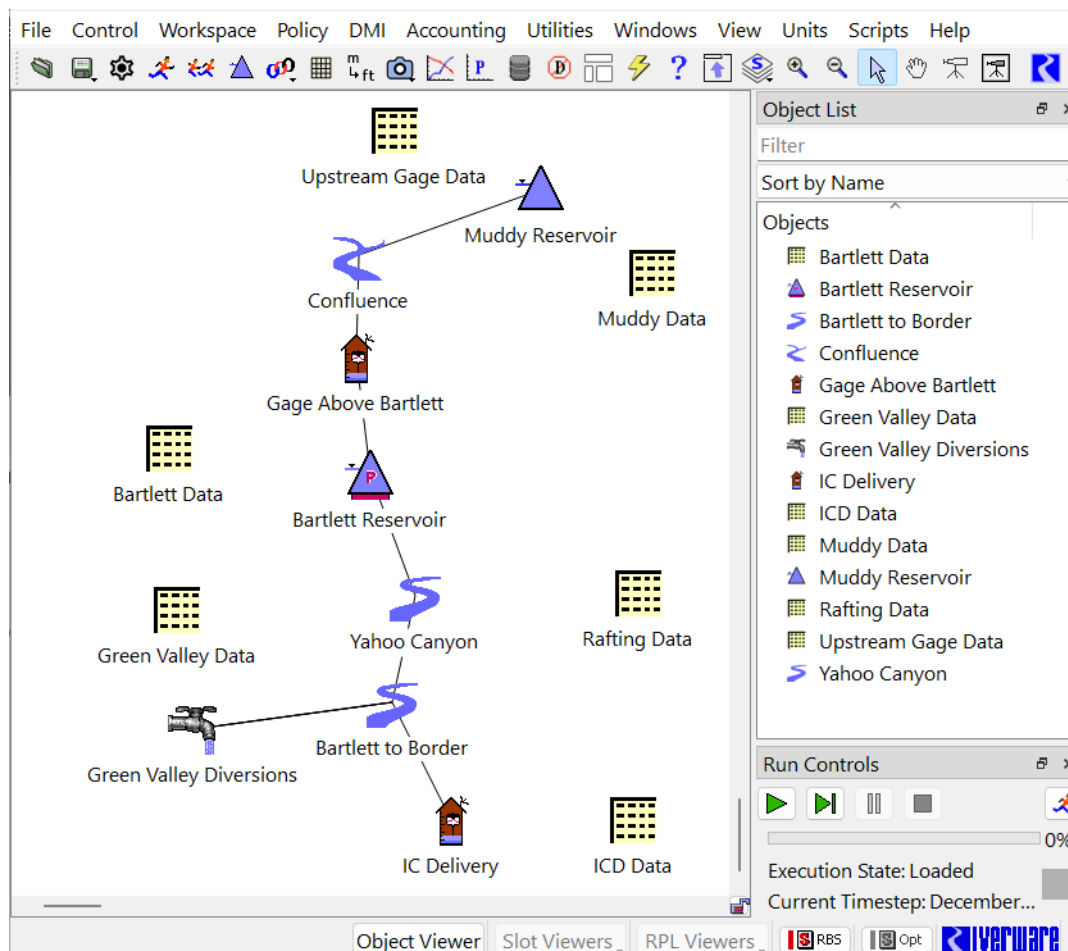 File Control Workspace Policy DMI Accounting Utilities Windows View Units Scripts Help
m
ft
P
D
?
S
Object List
Filter
Sort by Name
Objects
Bartlett Data
Bartlett Reservoir
Bartlett to Border
Confluence
Gage Above Bartlett
Green Valley Data
Green Valley Diversions
IC Delivery
ICD Data
Muddy Data
Muddy Reservoir
Rafting Data
Upstream Gage Data
Yahoo Canyon
Upstream Gage Data
Muddy Reservoir
Confluence
Muddy Data
Gage Above Bartlett
Bartlett Data
P
Bartlett Reservoir
Green Valley Data
Yahoo Canyon
Rafting Data
Bartlett to Border
Green Valley Diversions
IC Delivery
ICD Data
Run Controls
0%
Execution State: Loaded
Current Timestep: December...
Object Viewer Slot Viewers RPL Viewers S RBS S Opt RIVERWARE